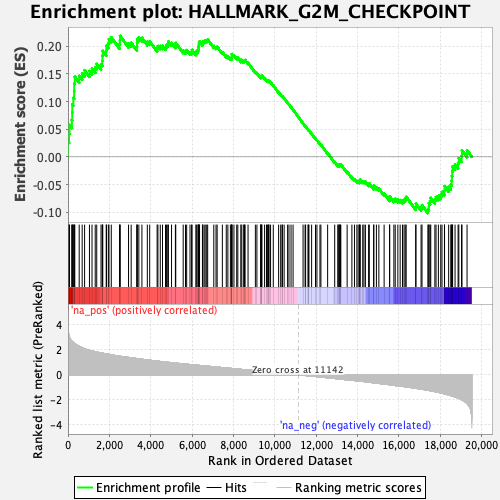 Enrichment plot: HALLMARK_G2M_CHECKPOINT
Enrichment score (ES)
0.20
0.15
0.10
0.05
0.00
-0.05
-0.10
'na_pos' (positively correlated)
Ranked list metric (PreRanked)
4
2
0
-2
-4
Zero cross at 11142
'na_neg' (negatively correlated)
0 2,000 4,000 6,000 8,000 10,000 12,000 14,000 16,000 18,000 20,000
Rank in Ordered Dataset
Enrichment profile Hits Ranking metric scores